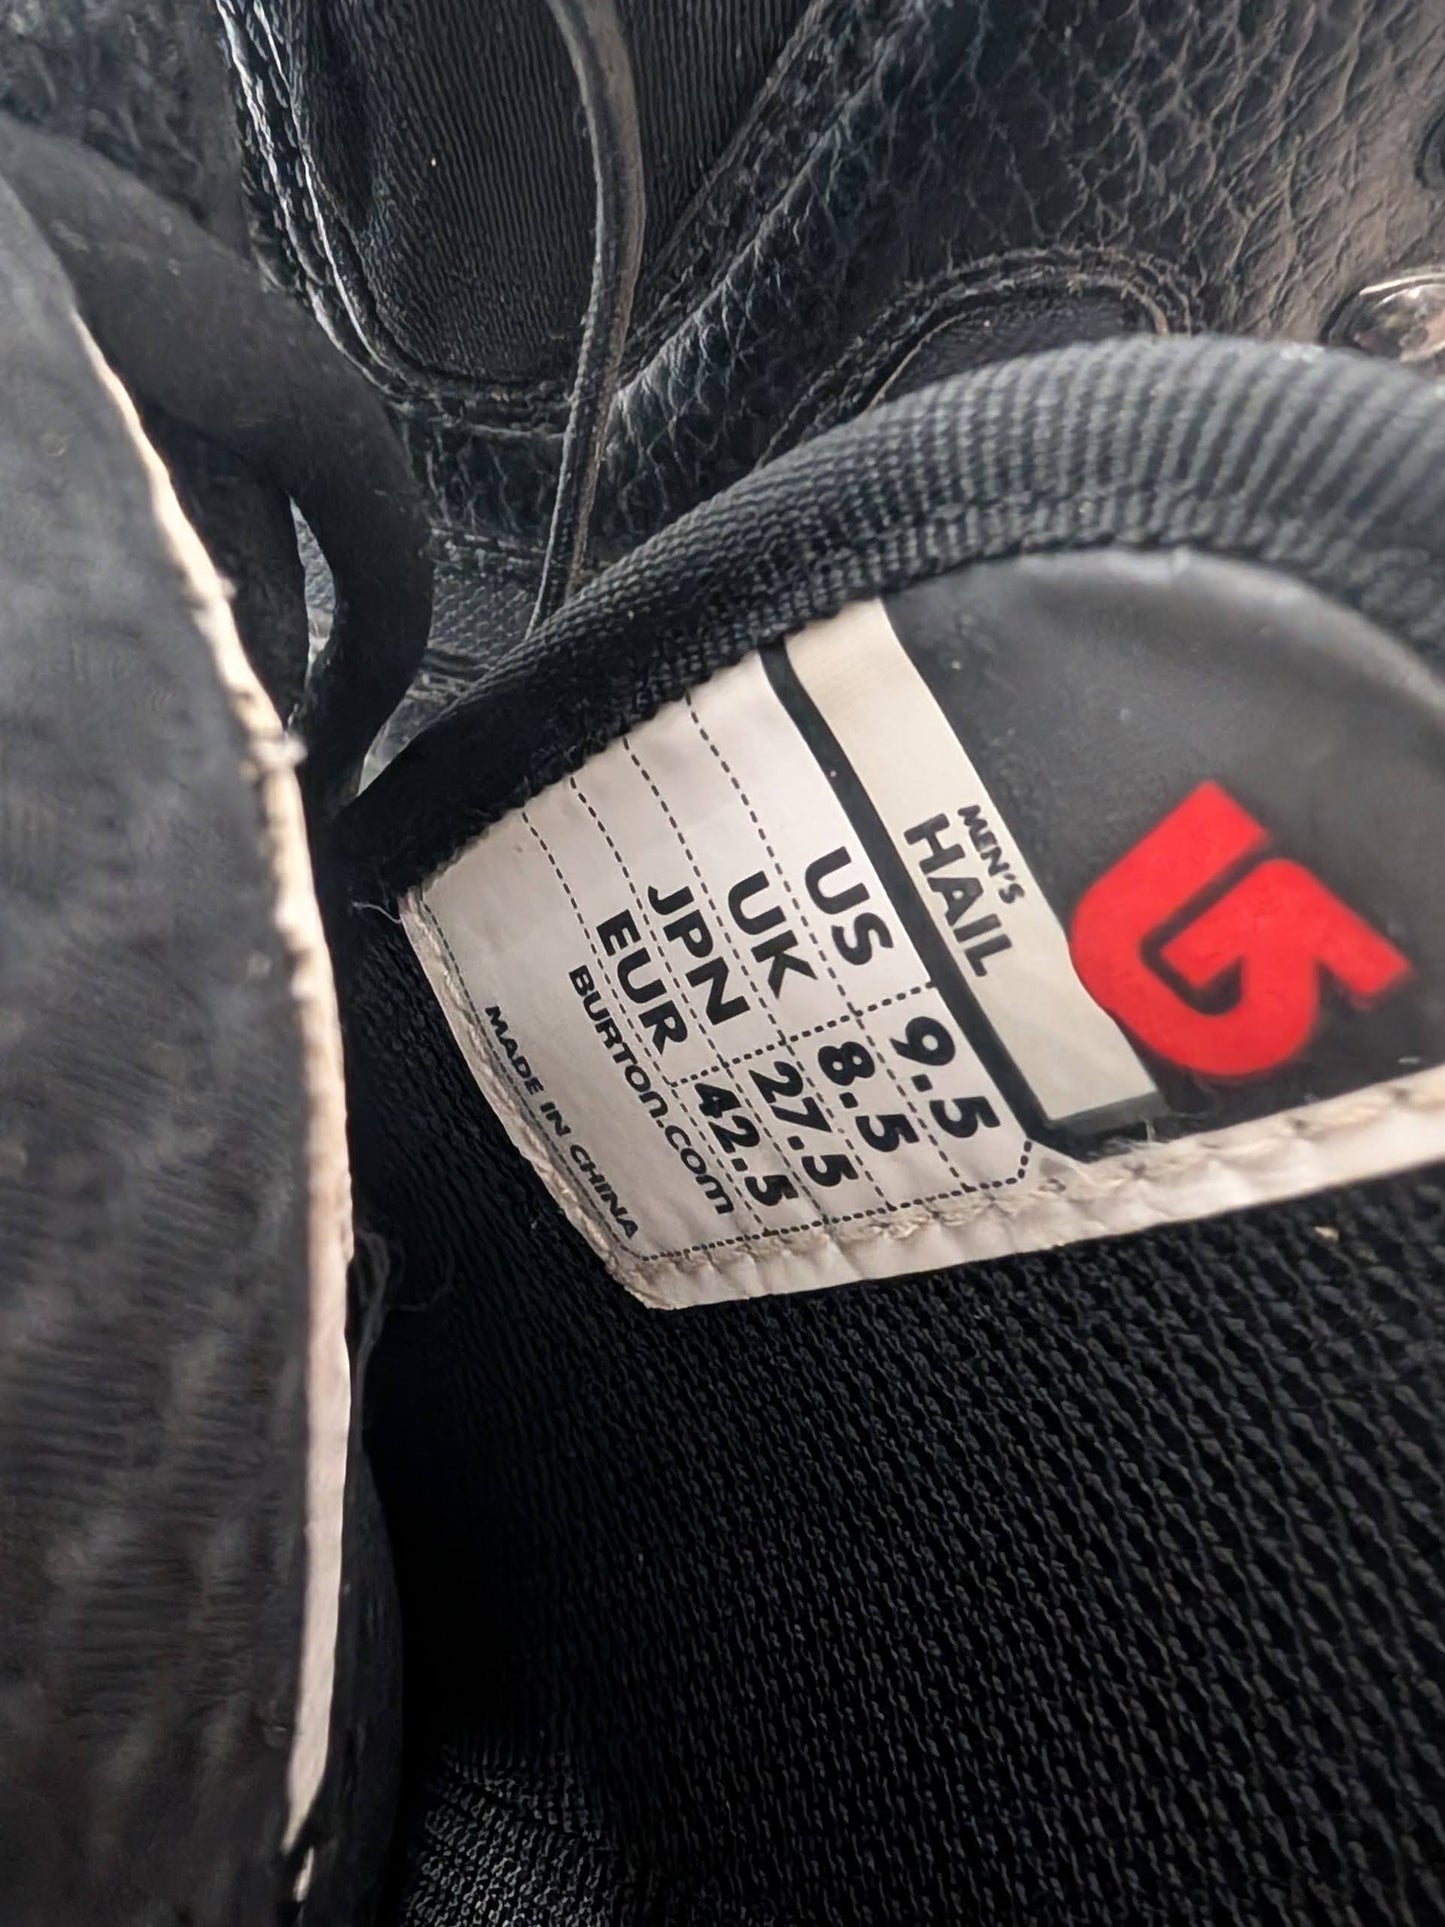 MEN'S
HAIL
US 9.5
UK 8.5
JPN 27.5
EUR 42.5
BURTON.COM
MADE IN CHINA